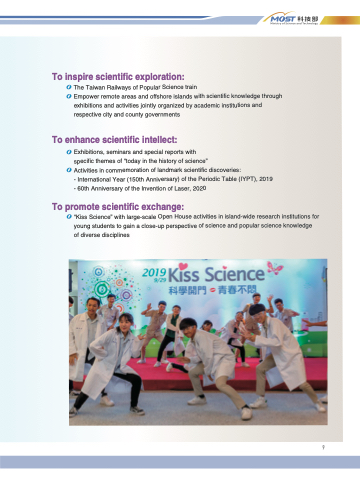 MOST 科技部
Ministry of Science and Technology
To inspire scientific exploration:
The Taiwan Railways of Popular Science train
Empower remote areas and offshore islands with scientific knowledge through
exhibitions and activities jointly organized by academic institutions and
respective city and county governments
To enhance scientific intellect:
Exhibitions, seminars and special reports with
specific themes of "today in the history of science"
Activities in commemoration of landmark scientific discoveries:
- International Year (150th Anniversary) of the Periodic Table (IYPT), 2019
- 60th Anniversary of the Invention of Laser, 2020
To promote scientific exchange:
"Kiss Science" with large-scale Open House activities in island-wide research institutions for
young students to gain a close-up perspective of science and popular science knowledge
of diverse disciplines
2019 Kiss Science
9/29
科學開門 青春不悶
9